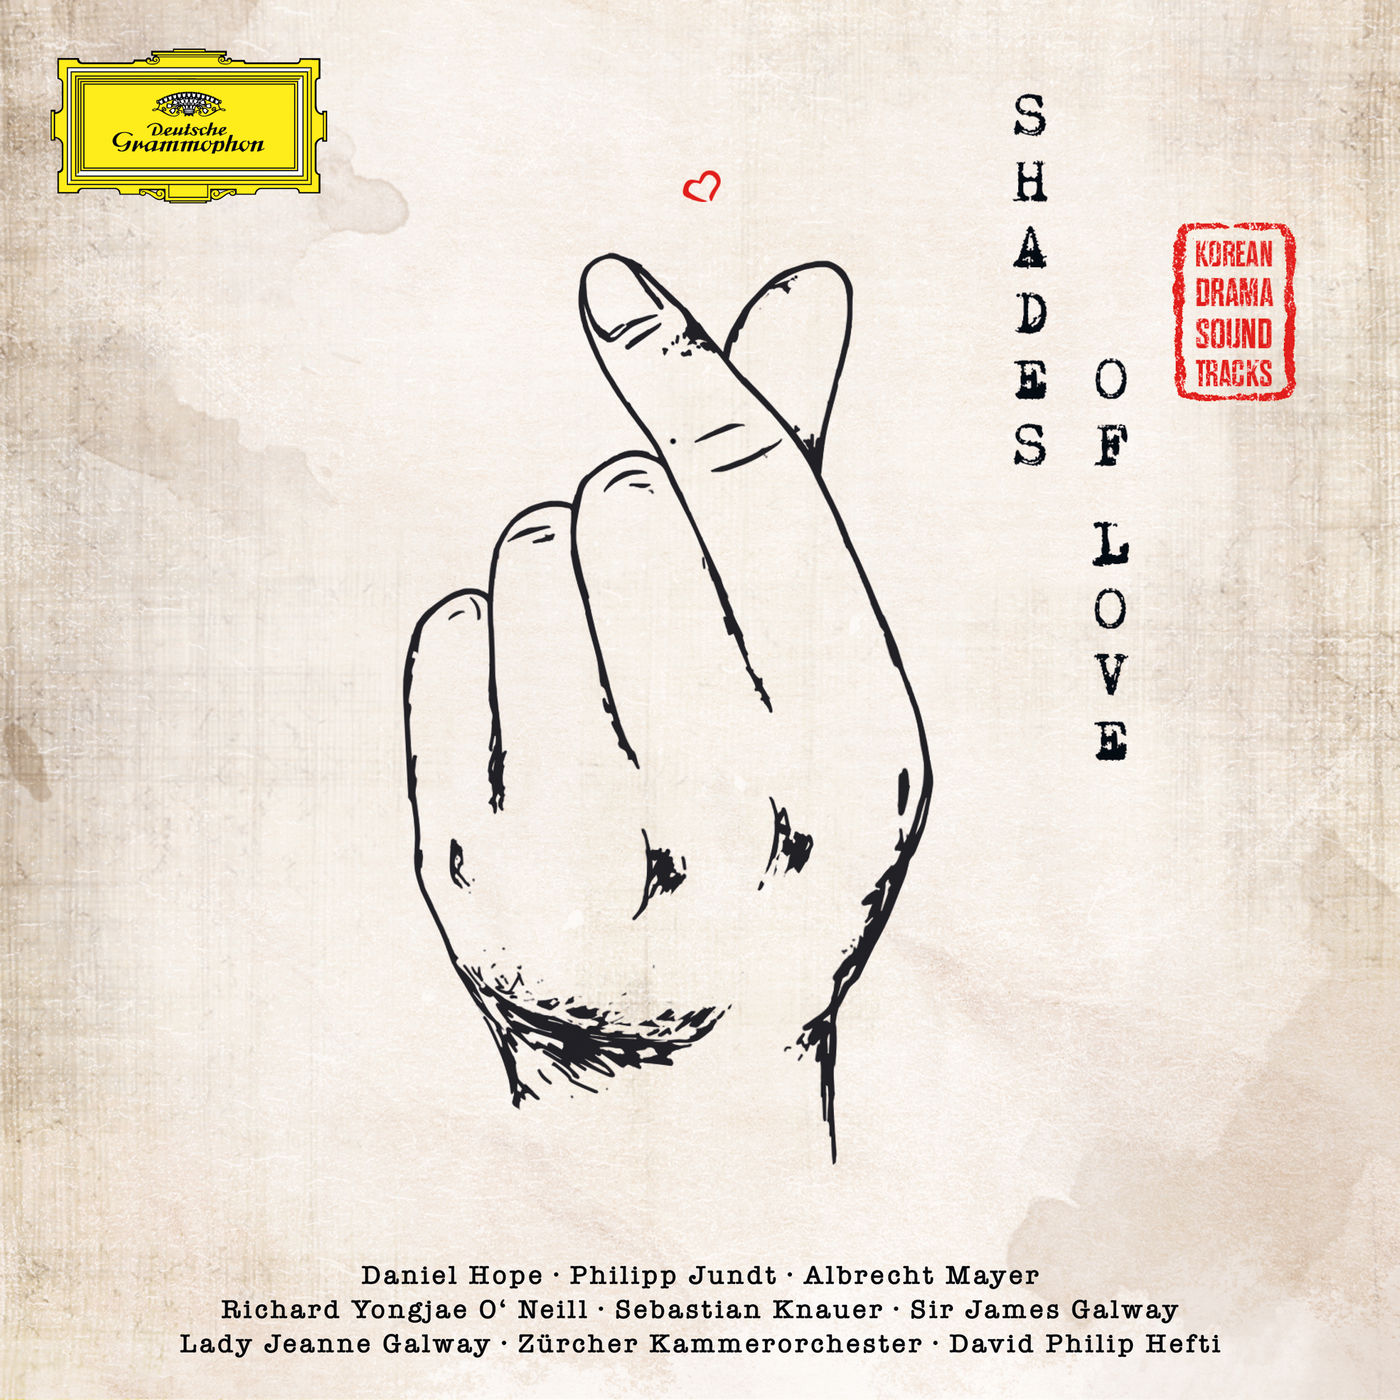 Deutsche
Grammophon
SHADES
OF LOVE
KOREAN
DRAMA
SOUND
TRACKS
Daniel Hope · Philipp Jundt · Albrecht Mayer
Richard Yongjae O‘ Neill · Sebastian Knauer · Sir James Galway
Lady Jeanne Galway · Zürcher Kammerorchester · David Philip Hefti